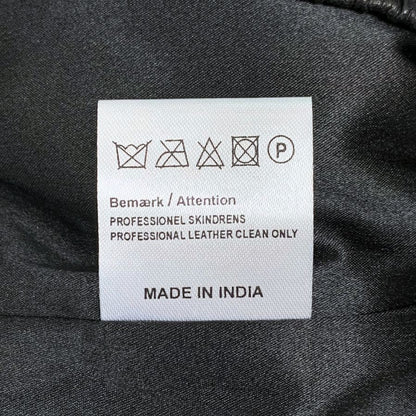 P
Bemærk / Attention
PROFESSIONEL SKINDRENS
PROFESSIONAL LEATHER CLEAN ONLY
MADE IN INDIA